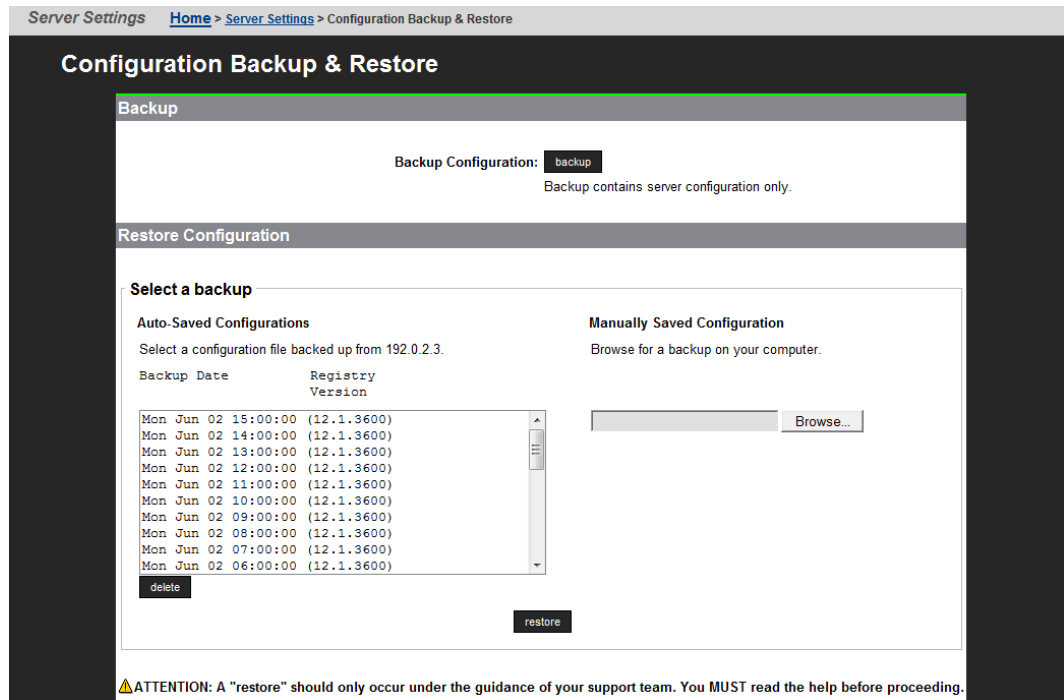 Server Settings Home > Server Settings > Configuration Backup & Restore
Configuration Backup & Restore
Backup
Backup Configuration: backup
Backup contains server configuration only.
Restore Configuration
Select a backup
Auto-Saved Configurations
Select a configuration file backed up from 192.0.2.3.
Backup Date Registry
Version
Mon Jun 02 15:00:00 (12.1.3600)
Mon Jun 02 14:00:00 (12.1.3600)
Mon Jun 02 13:00:00 (12.1.3600)
Mon Jun 02 12:00:00 (12.1.3600)
Mon Jun 02 11:00:00 (12.1.3600)
Mon Jun 02 10:00:00 (12.1.3600)
Mon Jun 02 09:00:00 (12.1.3600)
Mon Jun 02 08:00:00 (12.1.3600)
Mon Jun 02 07:00:00 (12.1.3600)
Mon Jun 02 06:00:00 (12.1.3600)
delete
Manually Saved Configuration
Browse for a backup on your computer.
Browse...
restore
ATTENTION: A "restore" should only occur under the guidance of your support team. You MUST read the help before proceeding.